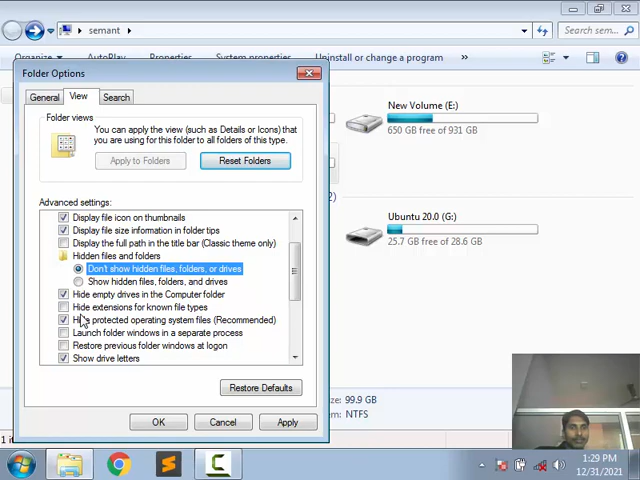 semant
Organize
AutoPlay
Properties
System properties
Uninstall or change a program
Folder Options
General
View
Search
Folder views
You can apply the view (such as Details or Icons) that
you are using for this folder to all folders of this type.
Apply to Folders
Reset Folders
Advanced settings:
Display file icon on thumbnails
Display file size information in folder tips
Display the full path in the title bar (Classic theme only)
Hidden files and folders
Don't show hidden files, folders, or drives
Show hidden files, folders, and drives
Hide empty drives in the Computer folder
Hide extensions for known file types
Hide protected operating system files (Recommended)
Launch folder windows in a separate process
Restore previous folder windows at logon
Show drive letters
Restore Defaults
OK
Cancel
Apply
New Volume (E:)
650 GB free of 931 GB
2)
Ubuntu 20.0 (G:)
25.7 GB free of 28.6 GB
99.9 GB
NTFS
1 i
1:29 PM
12/31/2021